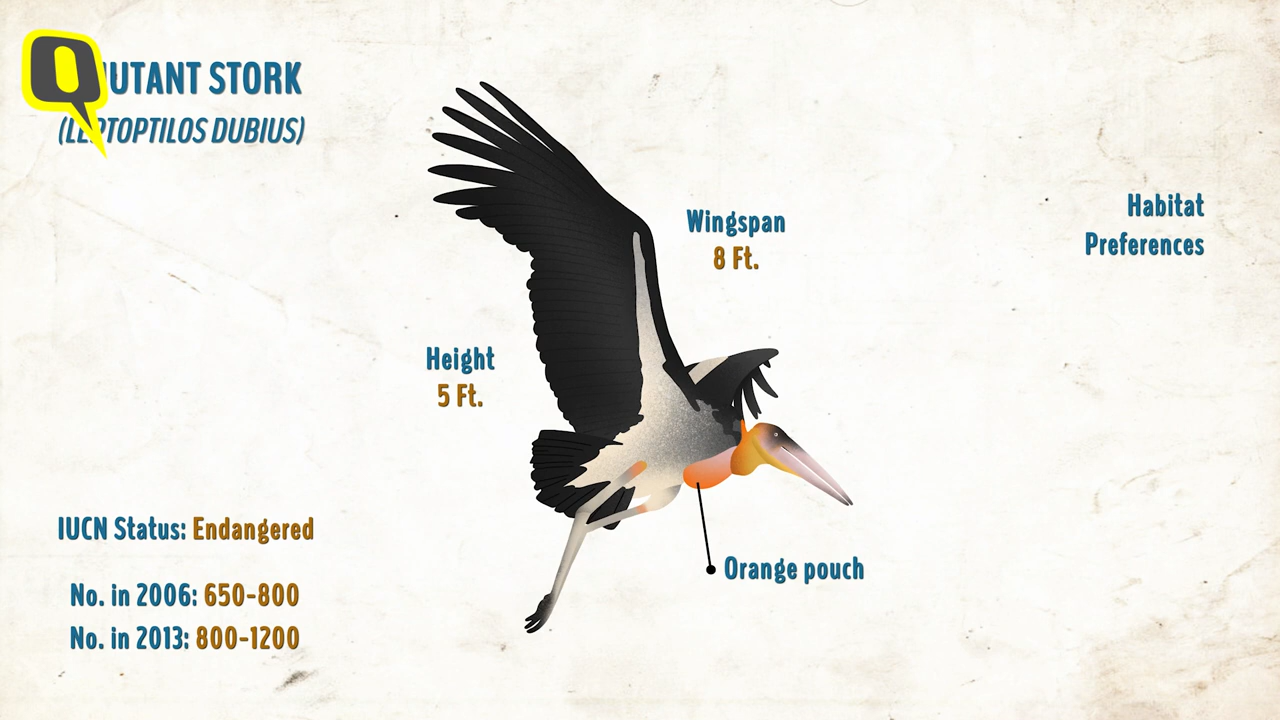 UTANT STORK
(LEPTOPTILOS DUBIUS)
Wingspan
8 Ft.
Habitat
Preferences
Height
5 Ft.
IUCN Status: Endangered
Orange pouch
No. in 2006: 650-800
No. in 2013: 800-1200